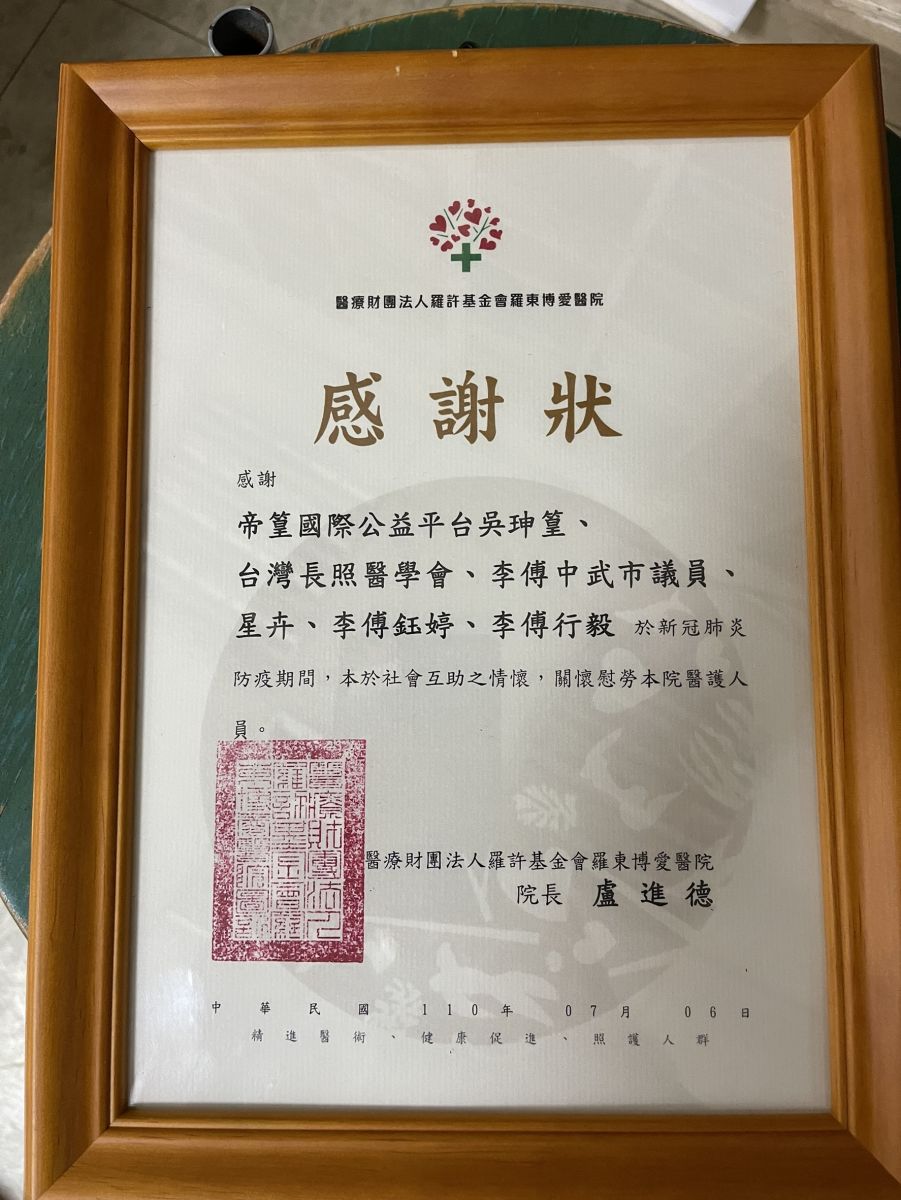 醫療財團法人羅許基金會羅東博愛醫院
感謝狀
感謝
帝篁國際公益平台吳珅篁、
台灣長照醫學會、李傅中武市議員、
星卉、李傅鈺婷、李傅行毅 於新冠肺炎
防疫期間，本於社會互助之情懷，關懷慰勞本院醫護人
員。
醫療財團法人羅許基金會羅東博愛醫院
院長 盧進德
中華民國 110年 07月 06日
精進醫術、健康促進、照護人群